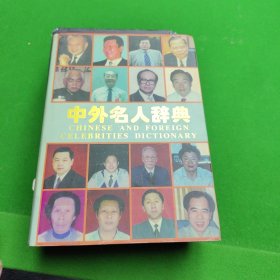 中外名人辞典
CHINESE AND FOREIGN
CELEBRITIES DICTIONARY